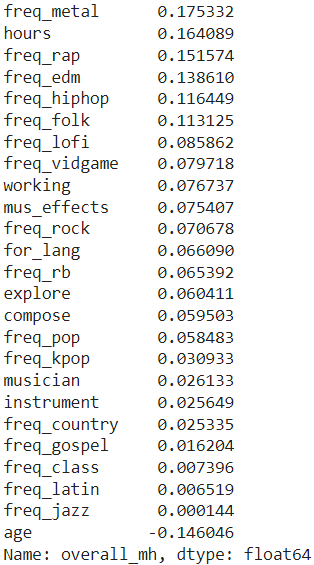 freq_metal 0.175332
hours 0.164089
freq_rap 0.151574
freq_edm 0.138610
freq_hiphop 0.116449
freq_folk 0.113125
freq_lofi 0.085862
freq_vidgame 0.079718
working 0.076737
mus_effects 0.075407
freq_rock 0.070678
for_lang 0.066090
freq_rb 0.065392
explore 0.060411
compose 0.059503
freq_pop 0.058483
freq_kpop 0.030933
musician 0.026133
instrument 0.025649
freq_country 0.025335
freq_gospel 0.016204
freq_class 0.007396
freq_latin 0.006519
freq_jazz 0.000144
age -0.146046
Name: overall_mh, dtype: float64